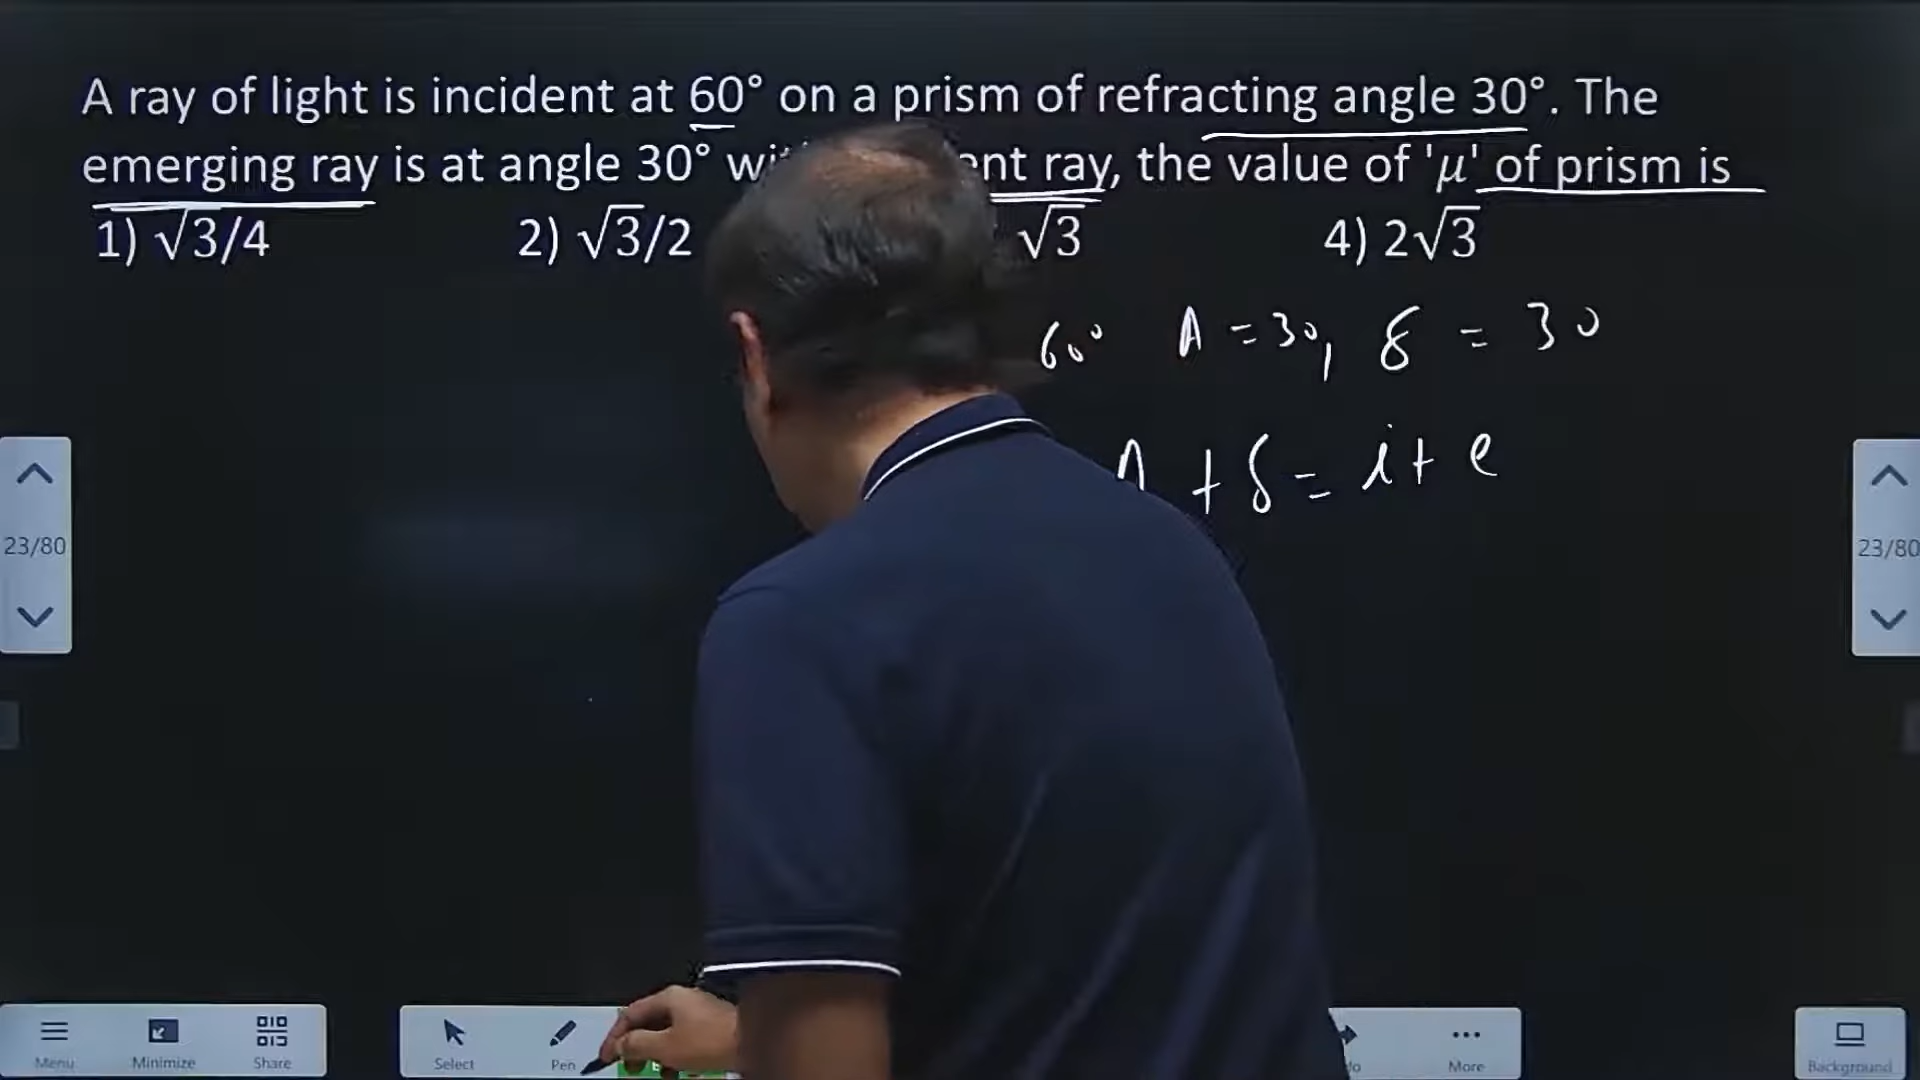 A ray of light is incident at 60° on a prism of refracting angle 30°. The
emerging ray is at angle 30° ray, the value of 'μ' of prism is
1) √3/4 2) √3/2 √3 4) 2√3
60° A = 30, δ = 30
+ δ = i + e
23/80
23/80
Menu Minimize Share Select Pen More Background